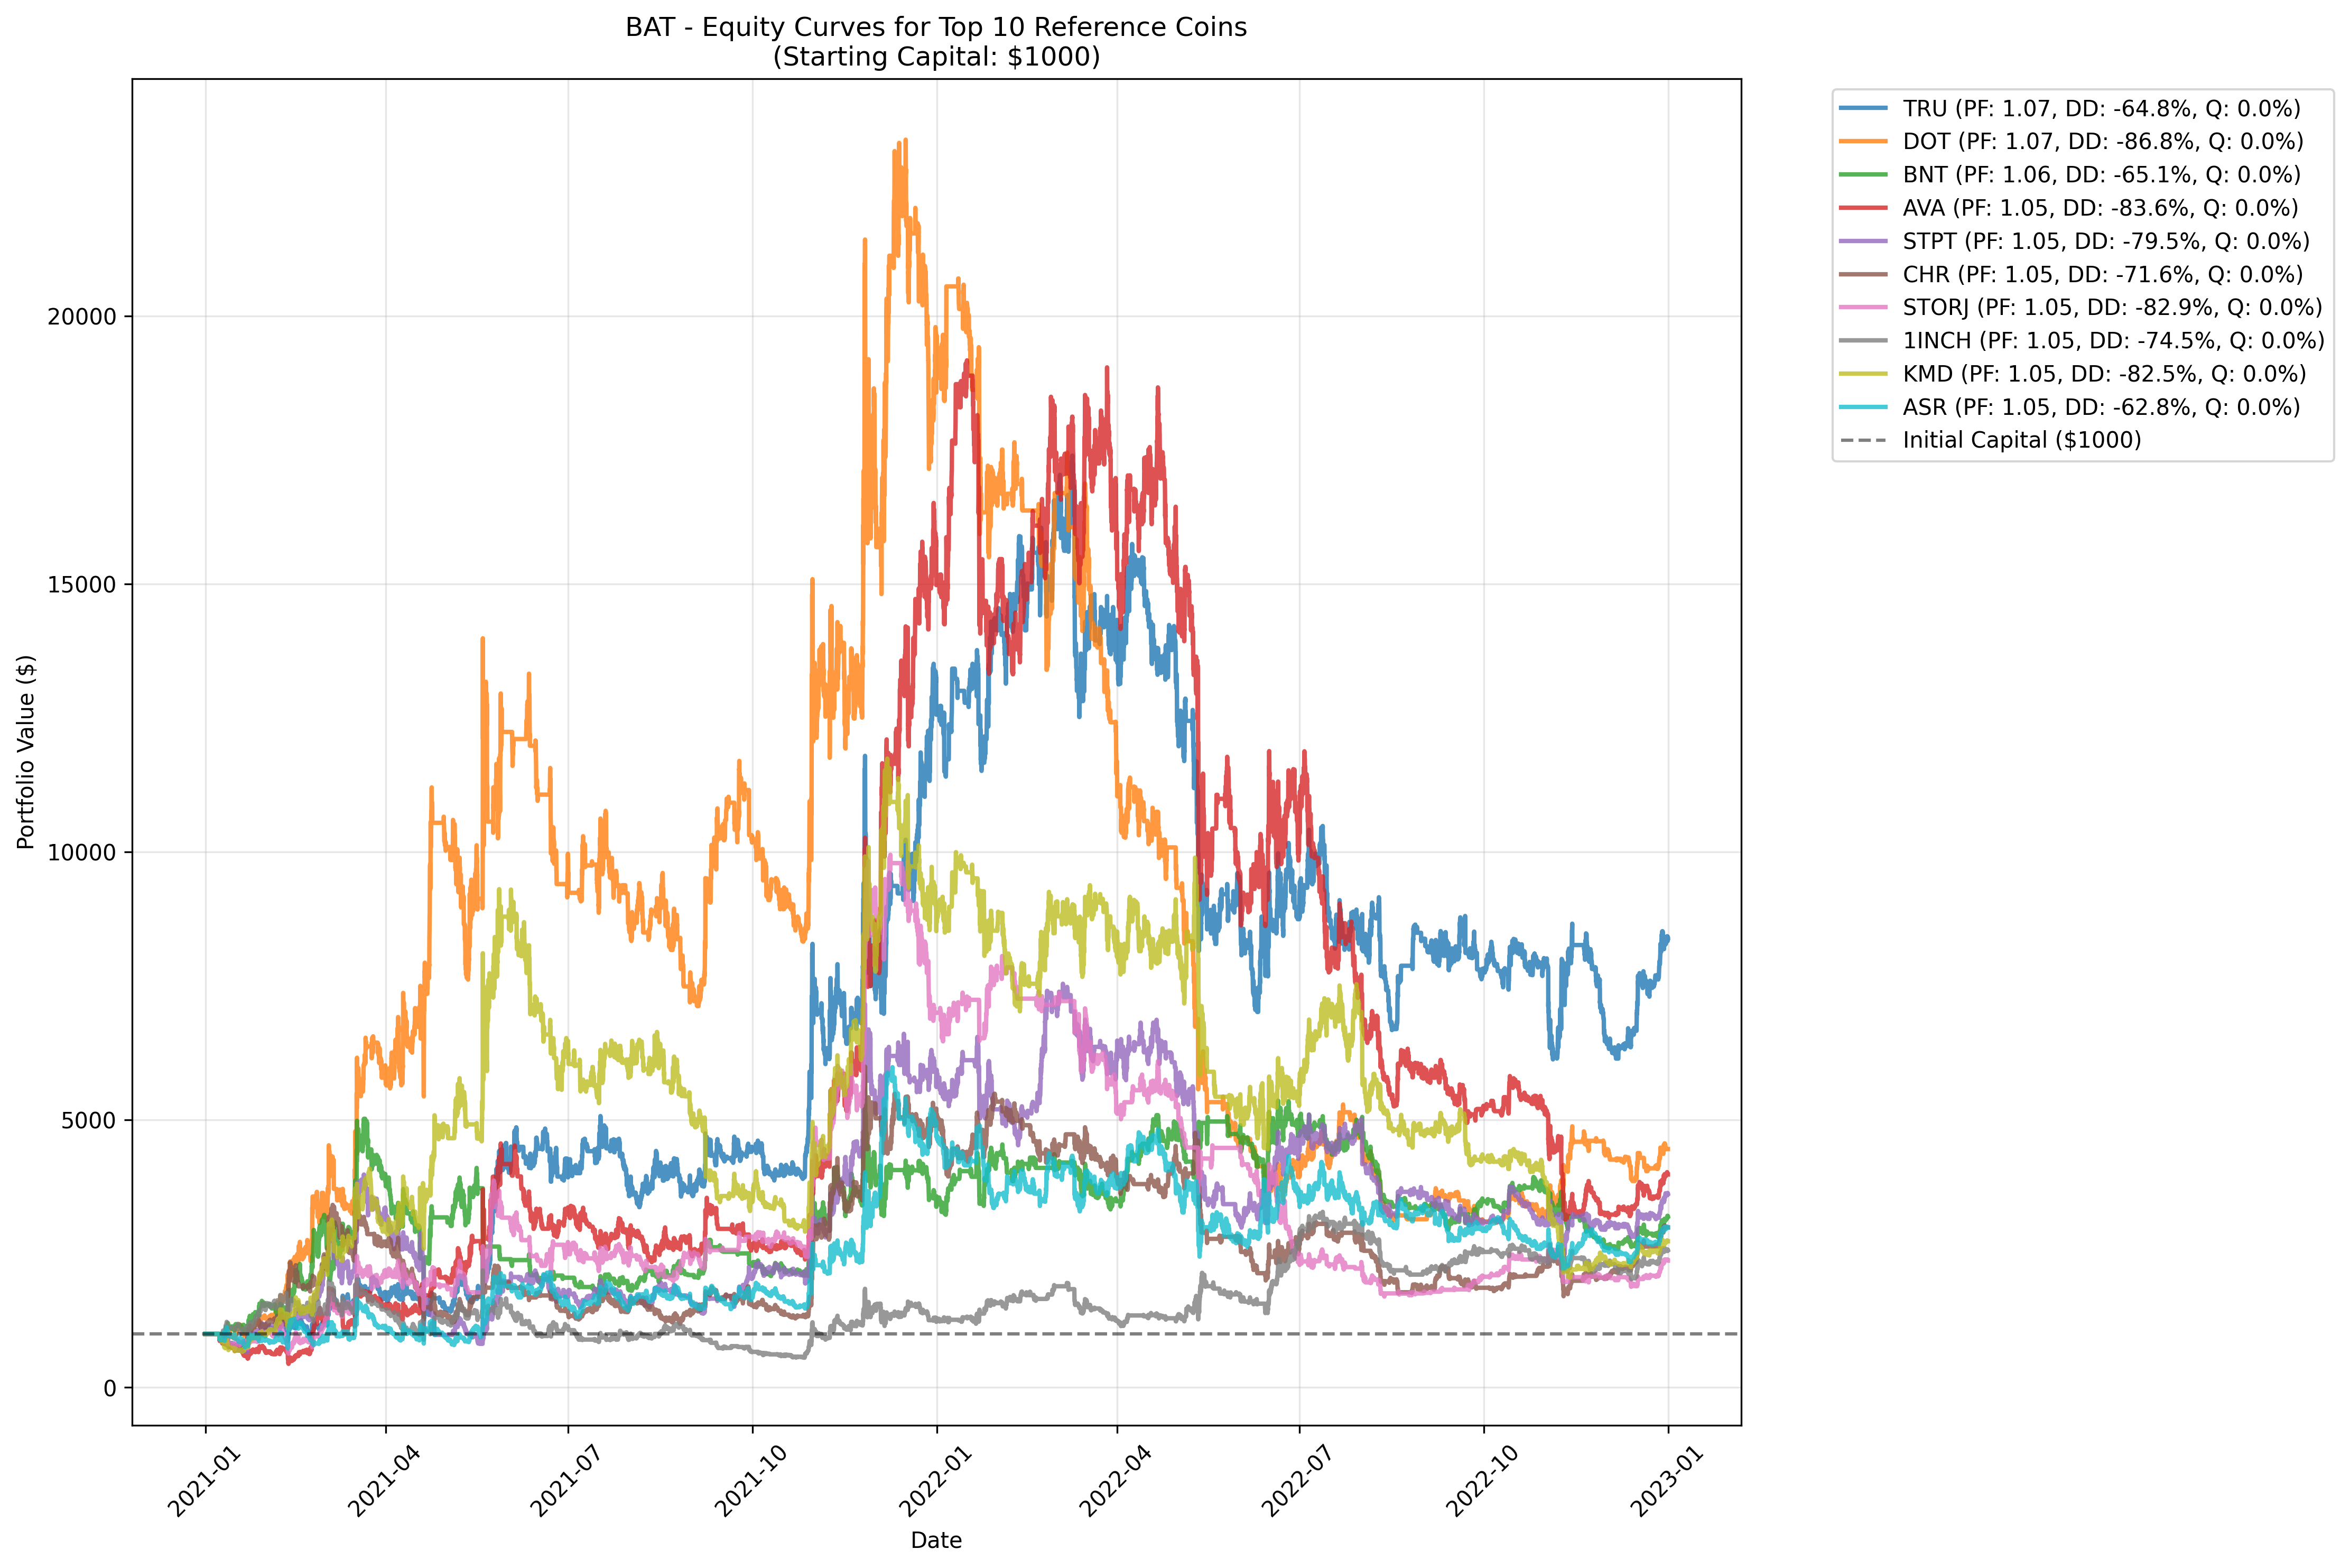 BAT - Equity Curves for Top 10 Reference Coins
(Starting Capital: $1000)
TRU (PF: 1.07, DD: -64.8%, Q: 0.0%)
DOT (PF: 1.07, DD: -86.8%, Q: 0.0%)
BNT (PF: 1.06, DD: -65.1%, Q: 0.0%)
AVA (PF: 1.05, DD: -83.6%, Q: 0.0%)
STPT (PF: 1.05, DD: -79.5%, Q: 0.0%)
CHR (PF: 1.05, DD: -71.6%, Q: 0.0%)
STORJ (PF: 1.05, DD: -82.9%, Q: 0.0%)
1INCH (PF: 1.05, DD: -74.5%, Q: 0.0%)
KMD (PF: 1.05, DD: -82.5%, Q: 0.0%)
ASR (PF: 1.05, DD: -62.8%, Q: 0.0%)
Initial Capital ($1000)
Portfolio Value ($)
20000
15000
10000
5000
0
2021-01
2021-04
2021-07
2021-10
2022-01
2022-04
2022-07
2022-10
2023-01
Date